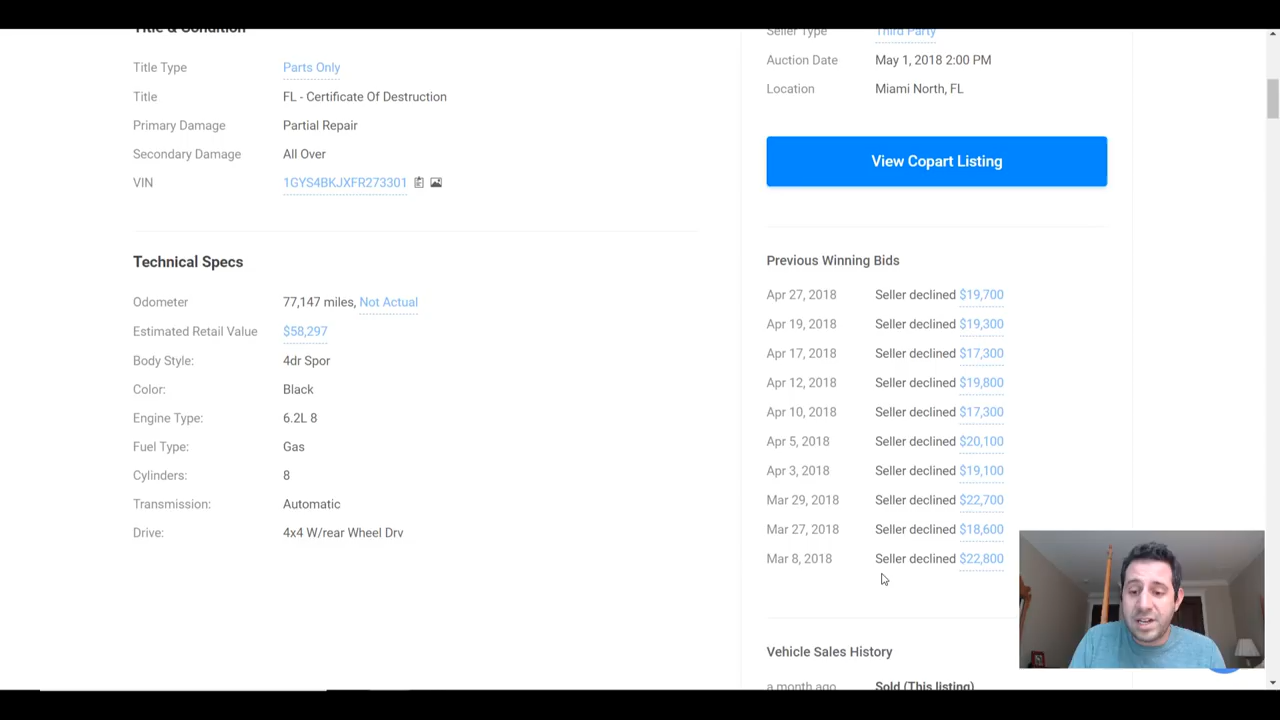 Title & Condition
Title Type Parts Only
Title FL - Certificate Of Destruction
Primary Damage Partial Repair
Secondary Damage All Over
VIN 1GYS4BKJXFR273301
Technical Specs
Odometer 77,147 miles, Not Actual
Estimated Retail Value $58,297
Body Style: 4dr Spor
Color: Black
Engine Type: 6.2L 8
Fuel Type: Gas
Cylinders: 8
Transmission: Automatic
Drive: 4x4 W/rear Wheel Drv
Seller Type Third Party
Auction Date May 1, 2018 2:00 PM
Location Miami North, FL
View Copart Listing
Previous Winning Bids
Apr 27, 2018 Seller declined $19,700
Apr 19, 2018 Seller declined $19,300
Apr 17, 2018 Seller declined $17,300
Apr 12, 2018 Seller declined $19,800
Apr 10, 2018 Seller declined $17,300
Apr 5, 2018 Seller declined $20,100
Apr 3, 2018 Seller declined $19,100
Mar 29, 2018 Seller declined $22,700
Mar 27, 2018 Seller declined $18,600
Mar 8, 2018 Seller declined $22,800
Vehicle Sales History
a month ago Sold (This listing)